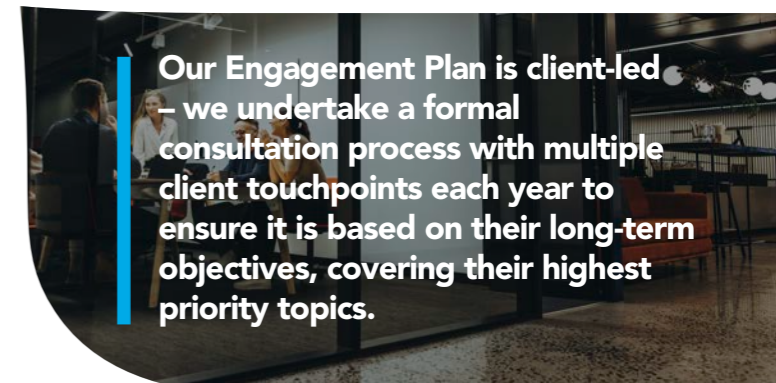 Our Engagement Plan is client-led
– we undertake a formal
consultation process with multiple
client touchpoints each year to
ensure it is based on their long-term
objectives, covering their highest
priority topics.